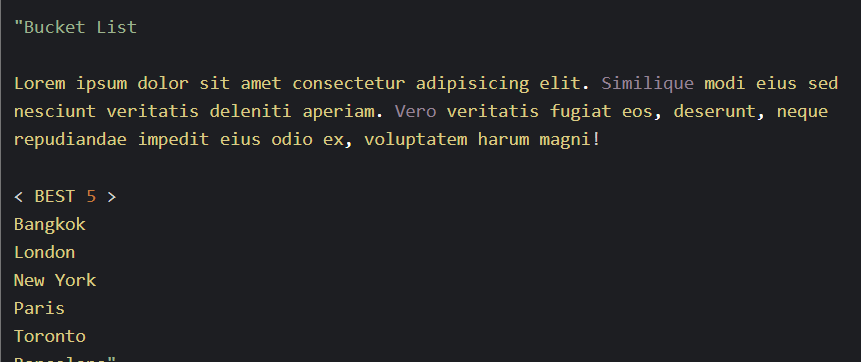 "Bucket List
Lorem ipsum dolor sit amet consectetur adipisicing elit. Similique modi eius sed
nesciunt veritatis deleniti aperiam. Vero veritatis fugiat eos, deserunt, neque
repudiandae impedit eius odio ex, voluptatem harum magni!
< BEST 5 >
Bangkok
London
New York
Paris
Toronto
Barcelona"